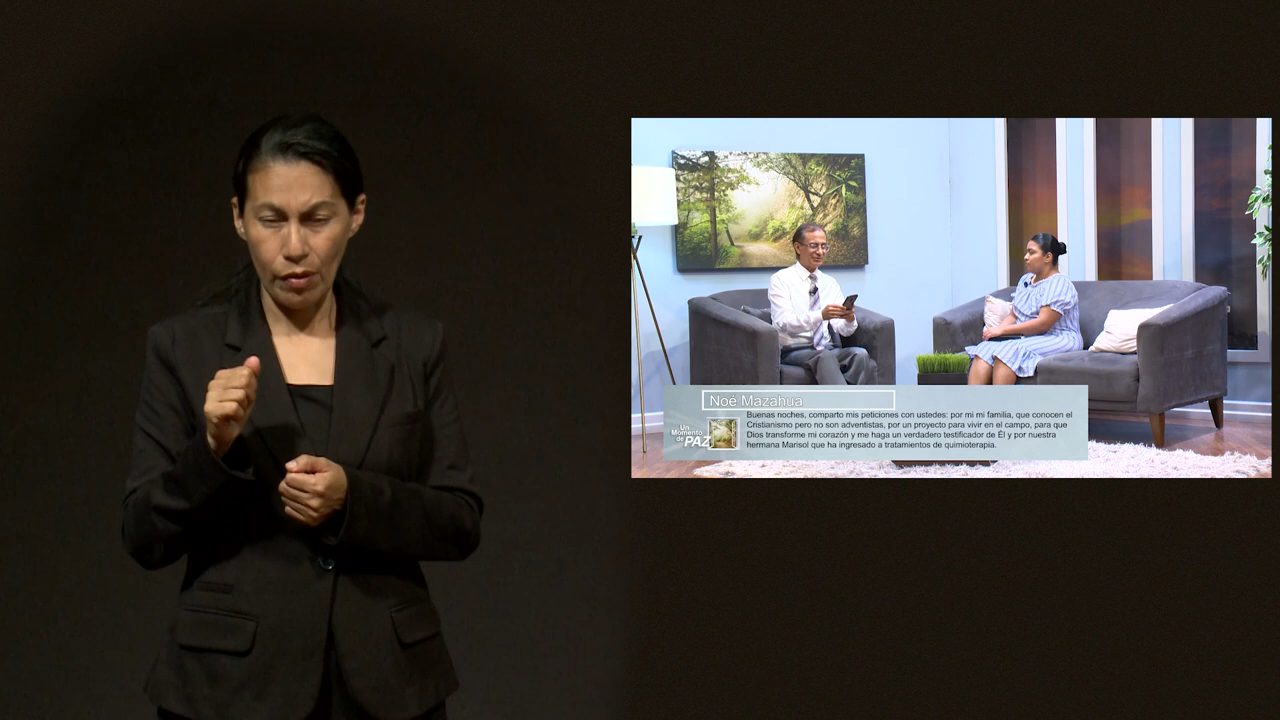 Noé Mazahua
Un
Momento
de PAZ
Buenas noches, comparto mis peticiones con ustedes: por mi mi familia, que conocen el
Cristianismo pero no son adventistas, por un proyecto para vivir en el campo, para que
Dios transforme mi corazón y me haga un verdadero testificador de Él y por nuestra
hermana Marisol que ha ingresado a tratamientos de quimioterapia.